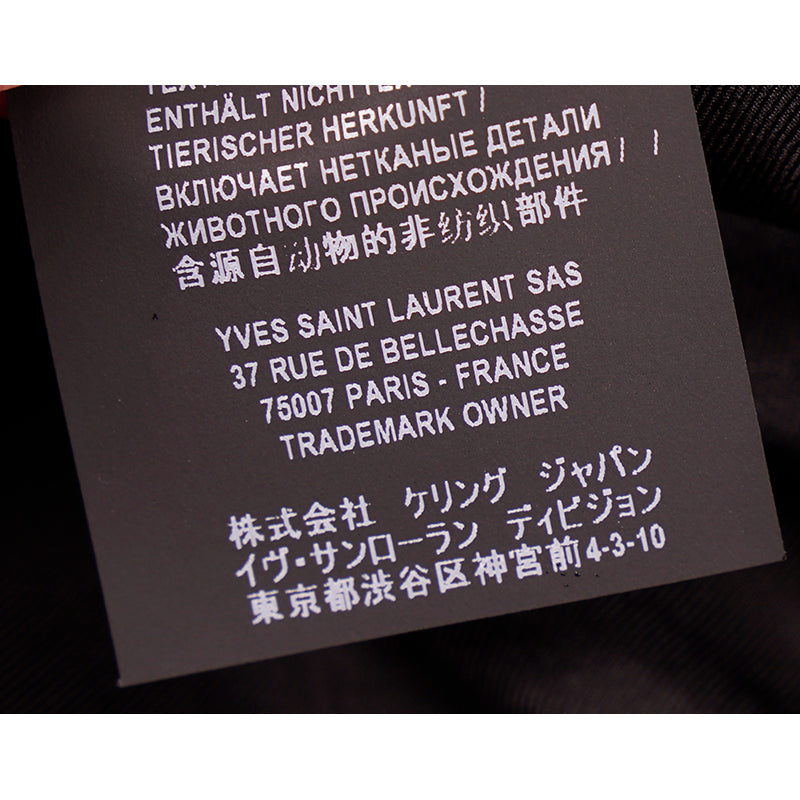 ENTHÄLT NICHTTEX
TIERISCHER HERKUNFT /
ВКЛЮЧАЕТ НЕТКАНЫЕ ДЕТАЛИ
ЖИВОТНОГО ПРОИСХОЖДЕНИЯ / /
含源自动物的非纺织部件
YVES SAINT LAURENT SAS
37 RUE DE BELLECHASSE
75007 PARIS - FRANCE
TRADEMARK OWNER
株式会社 ケリング ジャパン
イヴ・サンローラン ディビジョン
東京都渋谷区神宮前4-3-10